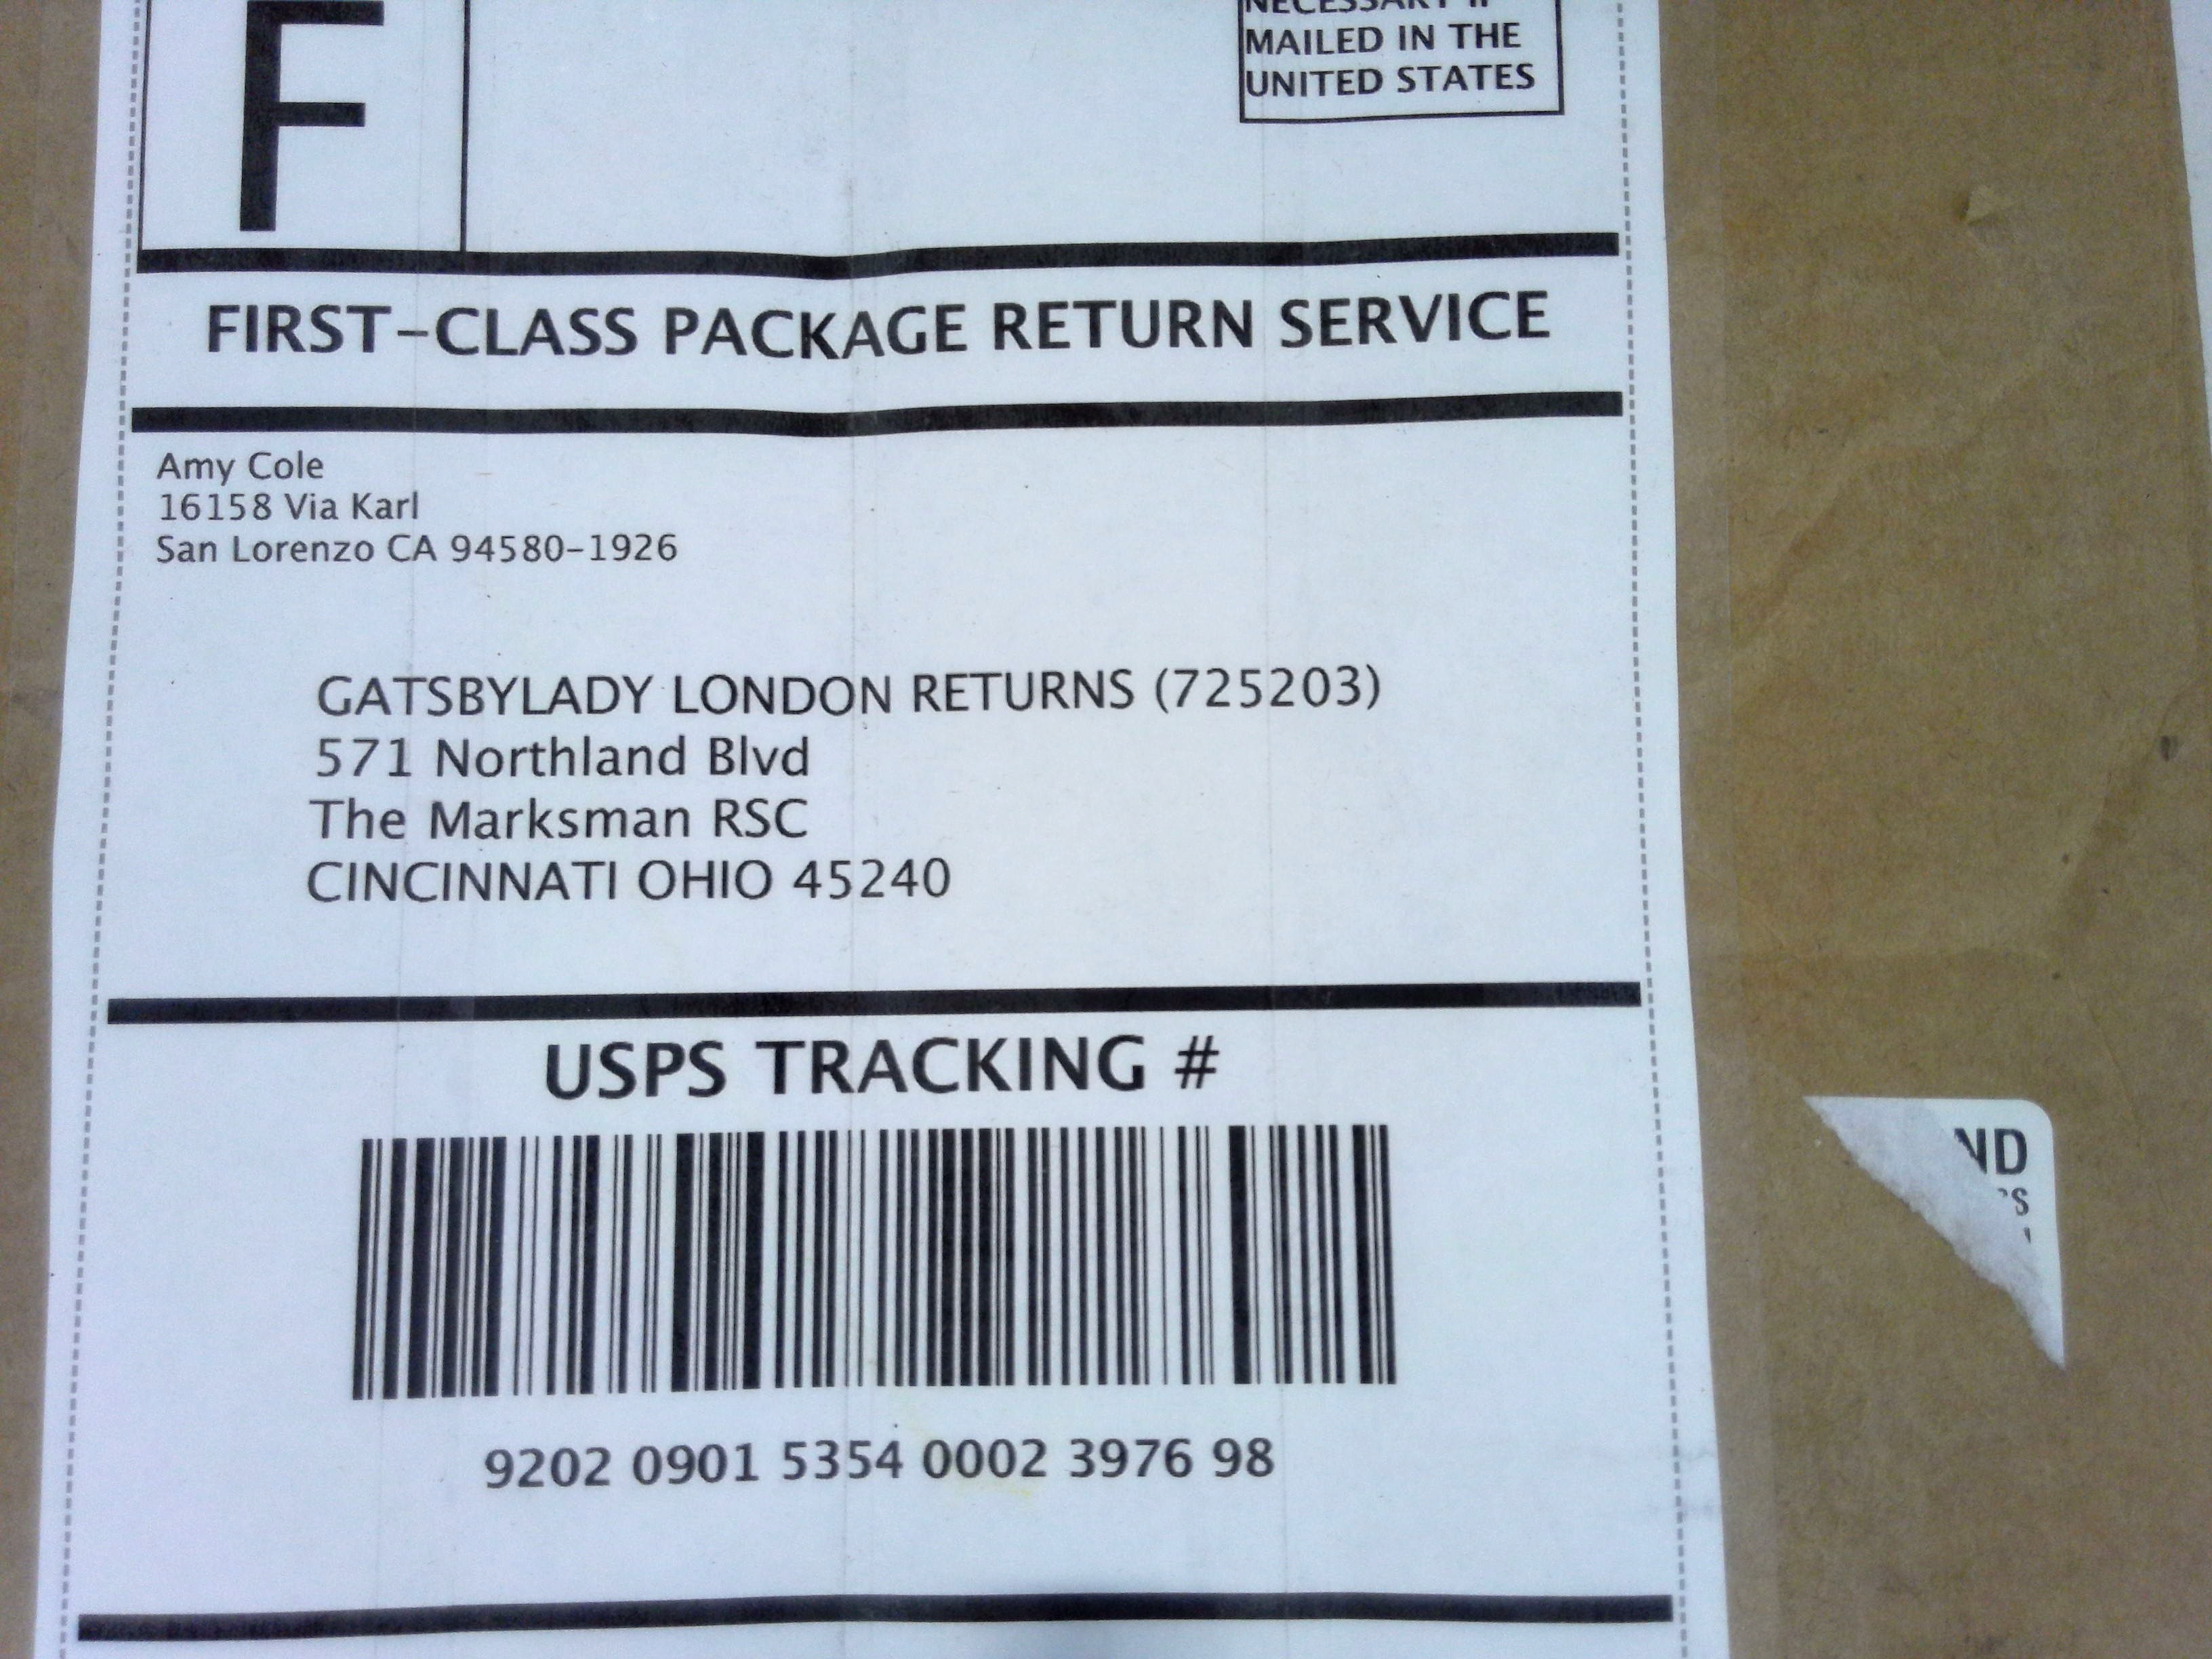 F
MAILED IN THE
UNITED STATES
FIRST-CLASS PACKAGE RETURN SERVICE
Amy Cole
16158 Via Karl
San Lorenzo CA 94580-1926
GATSBYLADY LONDON RETURNS (725203)
571 Northland Blvd
The Marksman RSC
CINCINNATI OHIO 45240
USPS TRACKING #
9202 0901 5354 0002 3976 98